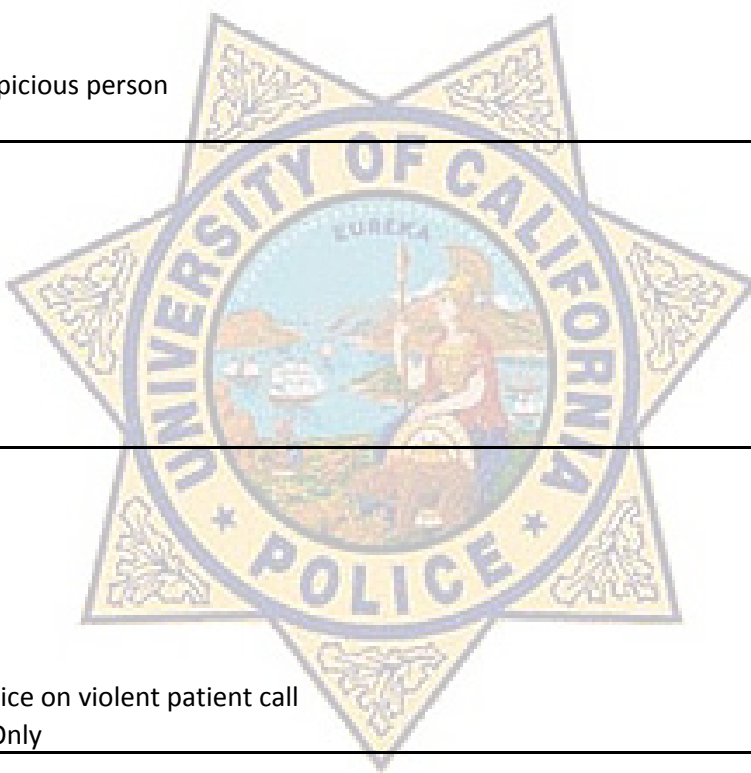 picious person
UNIVERSITY OF CALIFORNIA
EUREKA
POLICE
ice on violent patient call
Only